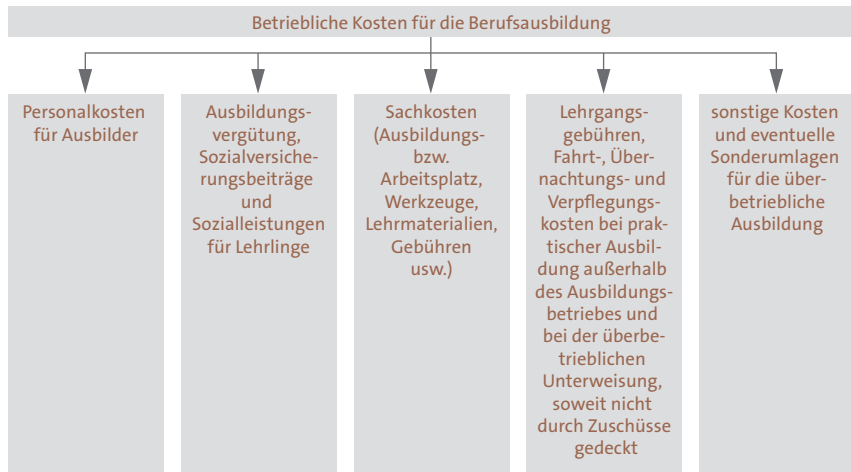 Betriebliche Kosten für die Berufsausbildung
Personalkosten
für Ausbilder
Ausbildungs-
vergütung,
Sozialversiche-
rungsbeiträge
und
Sozialleistungen
für Lehrlinge
Sachkosten
(Ausbildungs-
bzw.
Arbeitsplatz,
Werkzeuge,
Lehrmaterialien,
Gebühren
usw.)
Lehrgangs-
gebühren,
Fahrt-, Über-
nachtungs- und
Verpflegungs-
kosten bei prak-
tischer Ausbil-
dung außerhalb
des Ausbildungs-
betriebes und
bei der überbe-
trieblichen
Unterweisung,
soweit nicht
durch Zuschüsse
gedeckt
sonstige Kosten
und eventuelle
Sonderumlagen
für die über-
betriebliche
Ausbildung